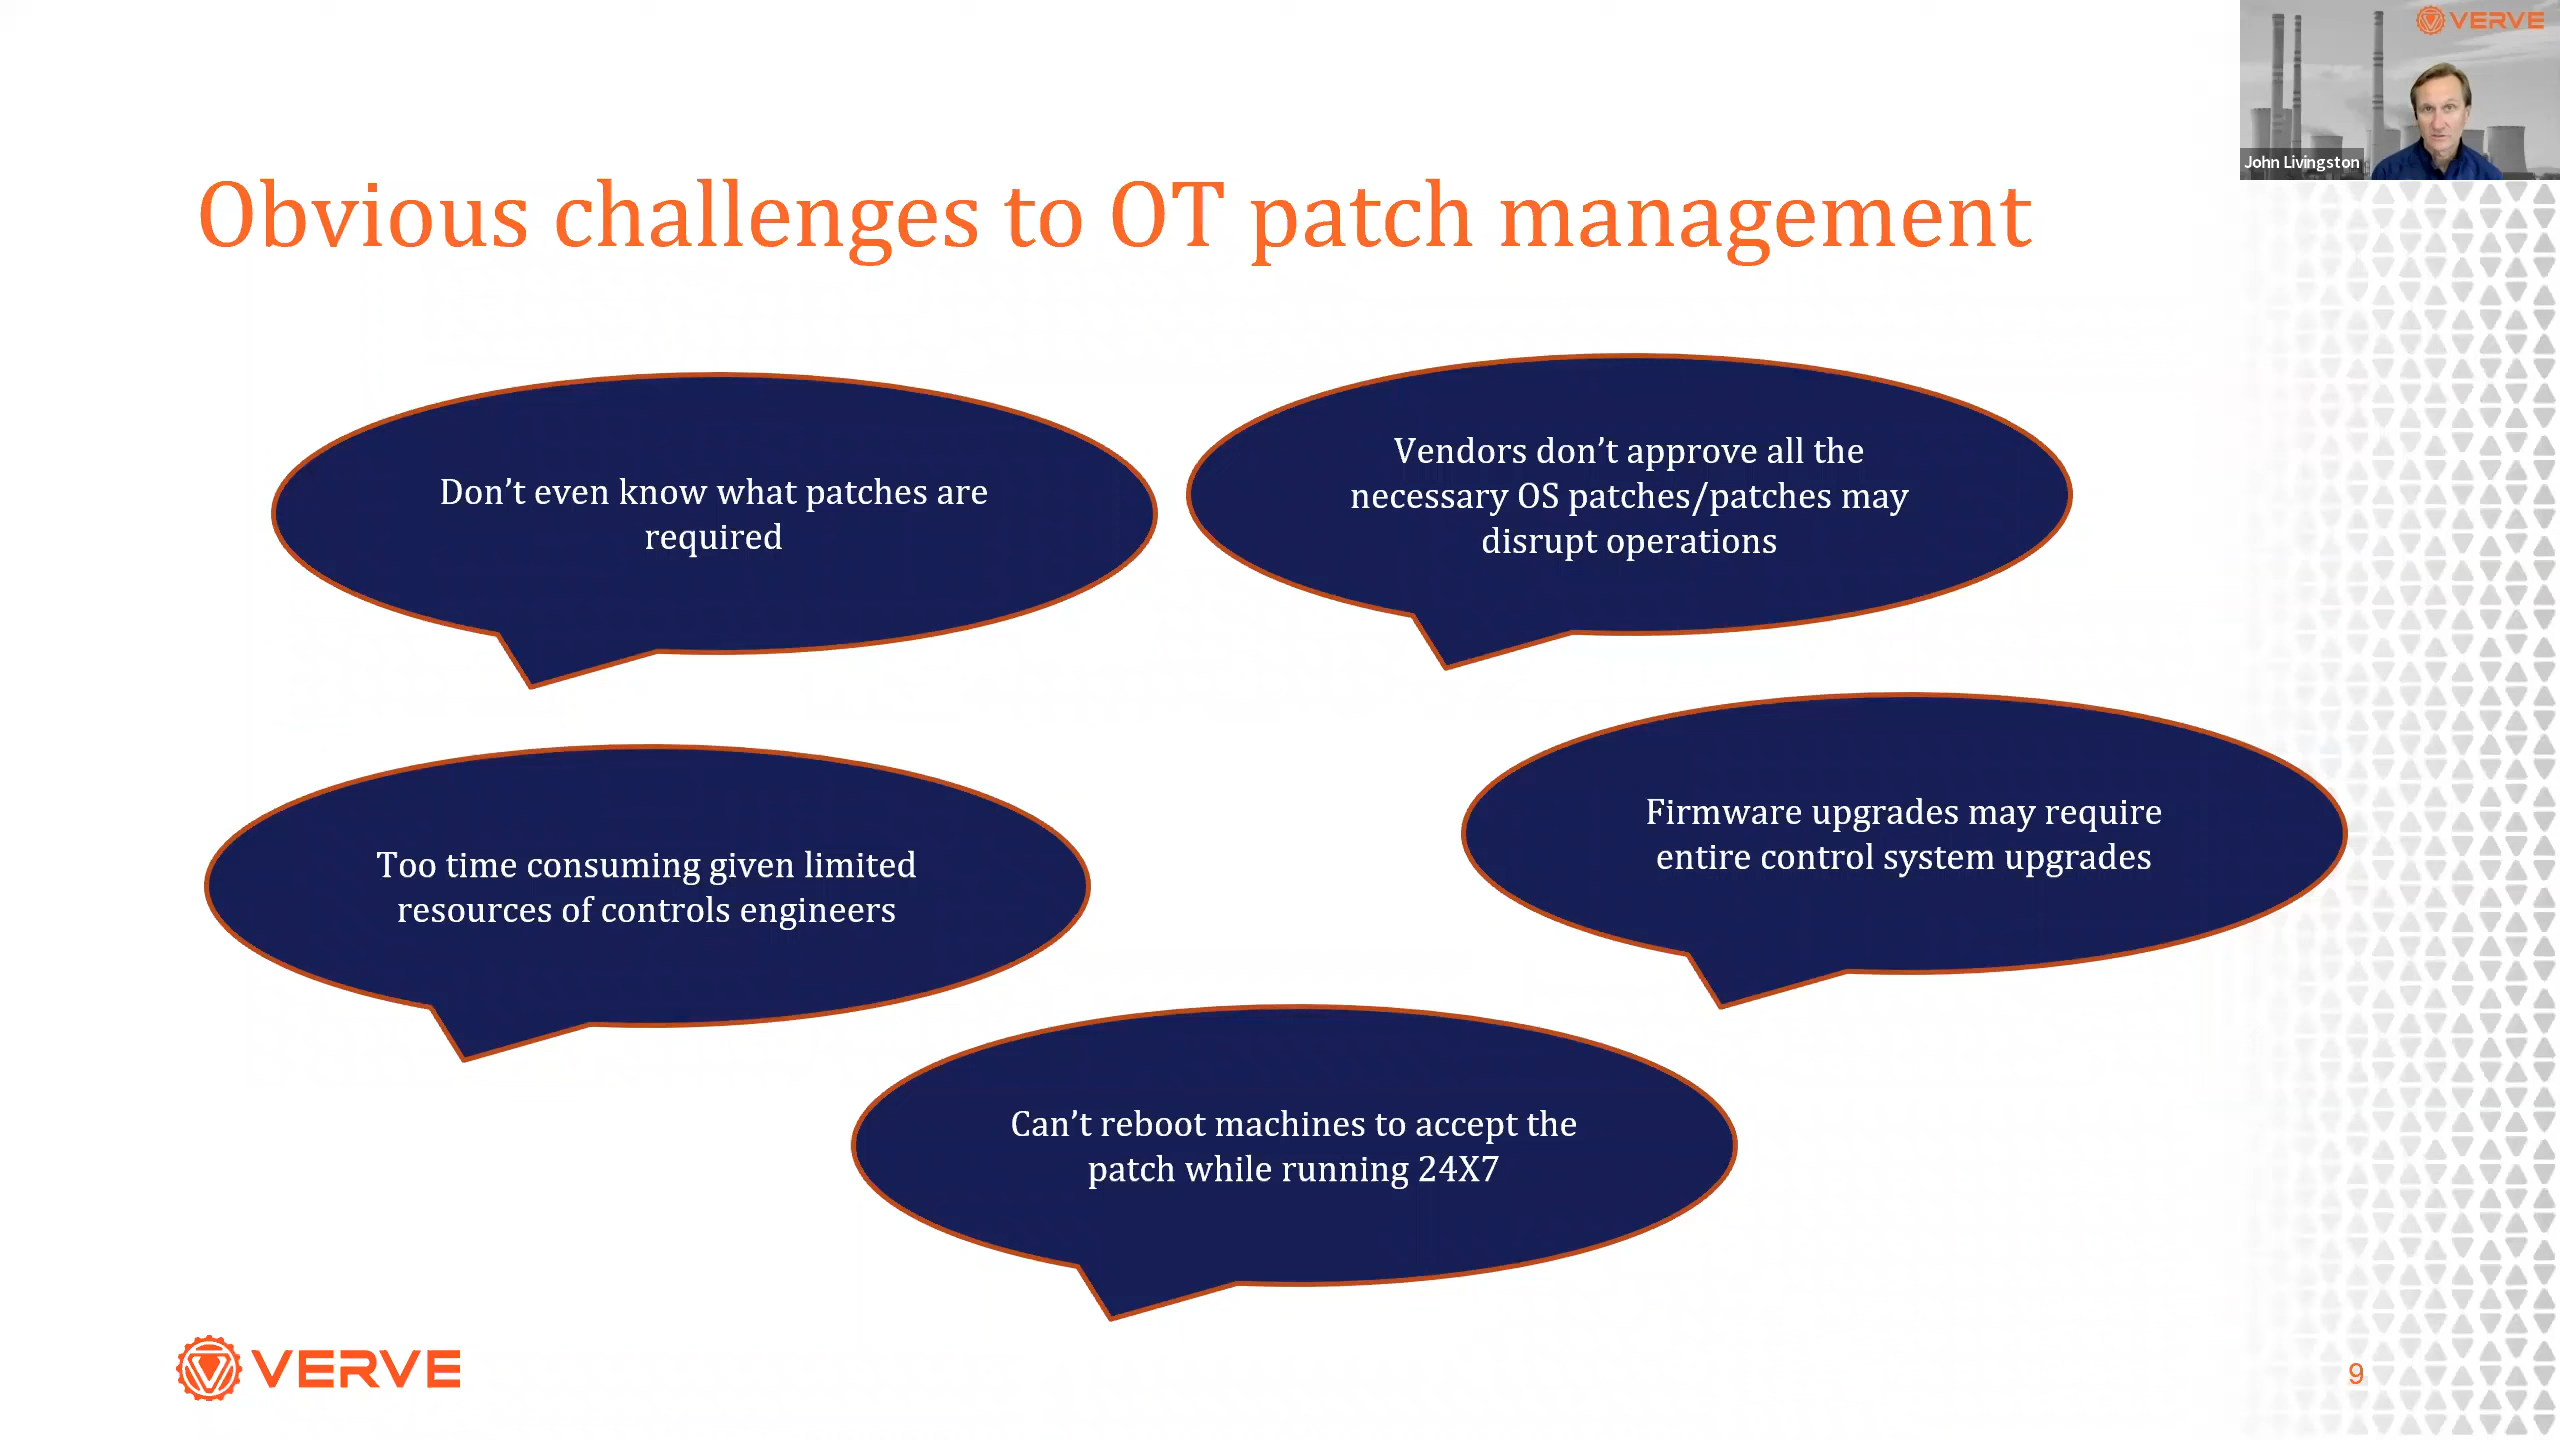 VERVE
John Livingston
Obvious challenges to OT patch management
Don’t even know what patches are
required
Vendors don’t approve all the
necessary OS patches/patches may
disrupt operations
Too time consuming given limited
resources of controls engineers
Firmware upgrades may require
entire control system upgrades
Can’t reboot machines to accept the
patch while running 24X7
VERVE
9